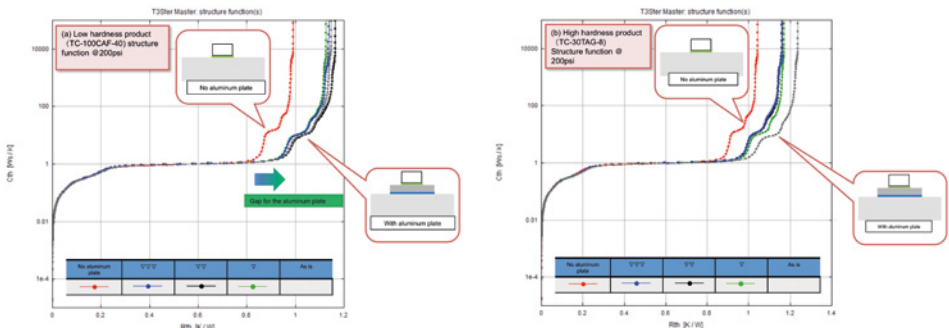 T3Ster Master: structure function(s)
(a) Low hardness product
(TC-100CAF-40) structure
function @200psi
No aluminum plate
10000
100
1
0.01
1e-4
Cth [Ws / K]
Gap for the aluminum plate
With aluminum plate
No aluminum
plate
▽▽▽
▽▽
▽
As is
0
0.2
0.4
0.6
0.8
1
1.2
Rth [K / W]
T3Ster Master: structure function(s)
(b) High hardness product
(TC-30TAG-8)
Structure function @
200psi
No aluminum plate
10000
100
1
0.01
1e-4
Cth [Ws / K]
With aluminum plate
No aluminum
plate
▽▽▽
▽▽
▽
As is
0
0.2
0.4
0.6
0.8
1
1.2
1.4
Rth [K / W]